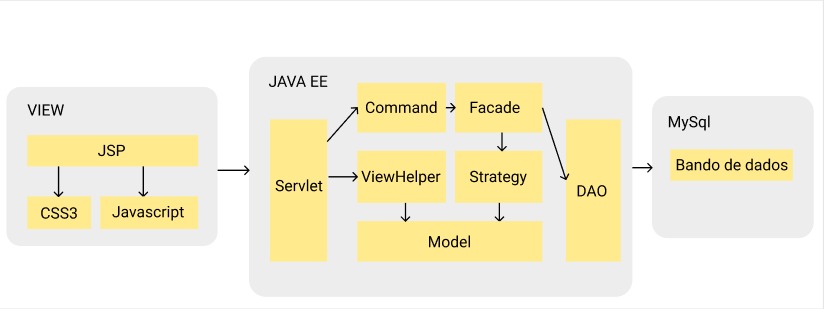 VIEW
JSP
CSS3
Javascript
JAVA EE
Command
Facade
Servlet
ViewHelper
Strategy
Model
DAO
MySql
Bando de dados